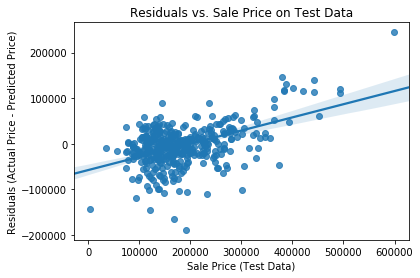 Residuals vs. Sale Price on Test Data
Residuals (Actual Price - Predicted Price)
200000
100000
0
−100000
−200000
0 100000 200000 300000 400000 500000 600000
Sale Price (Test Data)